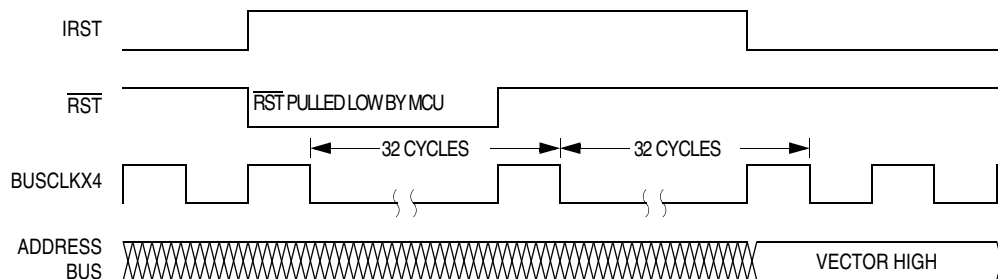 IRST
RST
RST PULLED LOW BY MCU
32 CYCLES
32 CYCLES
BUSCLKX4
ADDRESS
BUS
VECTOR HIGH